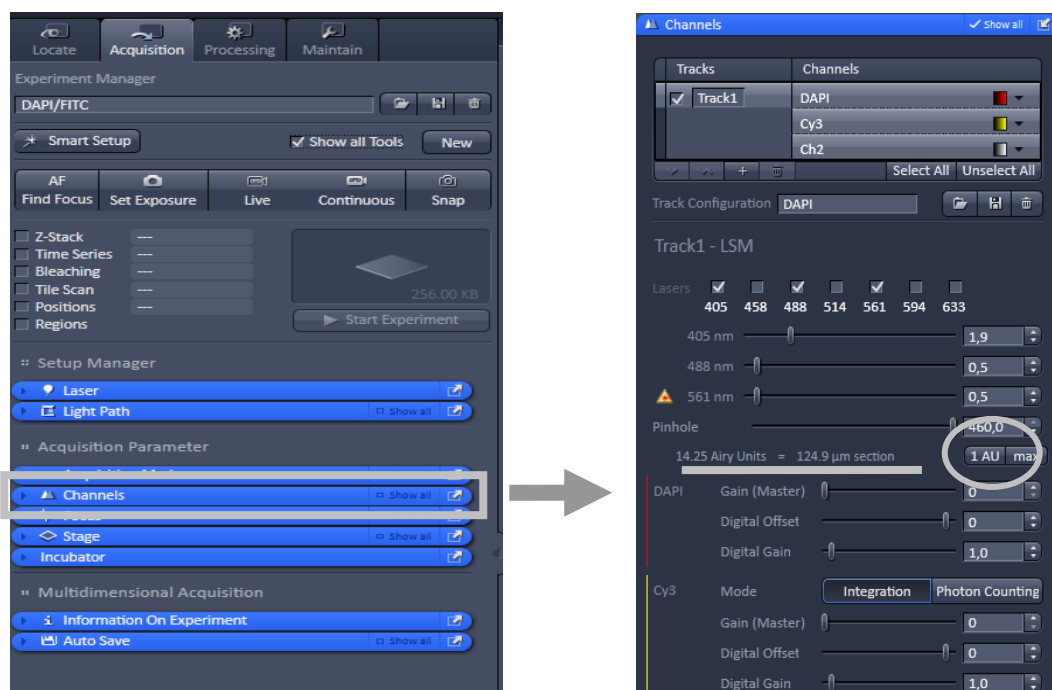 Locate Acquisition Processing Maintain
Experiment Manager
DAPI/FITC
Smart Setup Show all Tools New
AF
Find Focus Set Exposure Live Continuous Snap
Z-Stack ---
Time Series ---
Bleaching ---
Tile Scan ---
Positions ---
Regions
256.00 KB
Start Experiment
Setup Manager
Laser
Light Path Show all
Acquisition Parameter
Channels Show all
Focus
Stage Show all
Incubator
Multidimensional Acquisition
Information On Experiment
Auto Save Show all
Channels Show all
Tracks Channels
Track1 DAPI
Cy3
Ch2
Select All Unselect All
Track Configuration DAPI
Track1 - LSM
Lasers
405 458 488 514 561 594 633
405 nm 1,9
488 nm 0,5
561 nm 0,5
Pinhole 460,0
14.25 Airy Units = 124.9 µm section 1 AU max
DAPI Gain (Master) 0
Digital Offset 0
Digital Gain 1,0
Cy3 Mode Integration Photon Counting
Gain (Master) 0
Digital Offset 0
Digital Gain 1,0